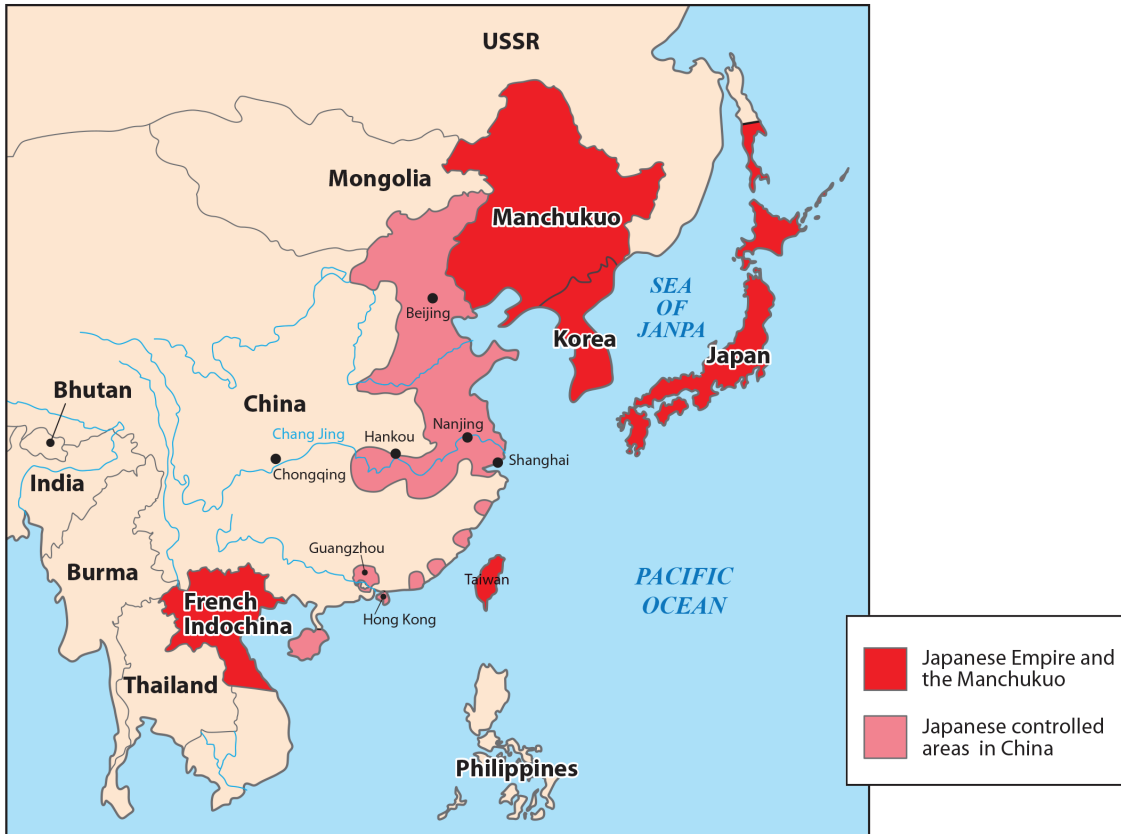 USSR
Mongolia
Manchukuo
Beijing
SEA
OF
JANPA
Korea
Japan
Bhutan
China
Chang Jing
Hankou
Nanjing
Chongqing
Shanghai
India
Guangzhou
Burma
Taiwan
PACIFIC
OCEAN
French
Indochina
Hong Kong
Thailand
Philippines
Japanese Empire and
the Manchukuo
Japanese controlled
areas in China